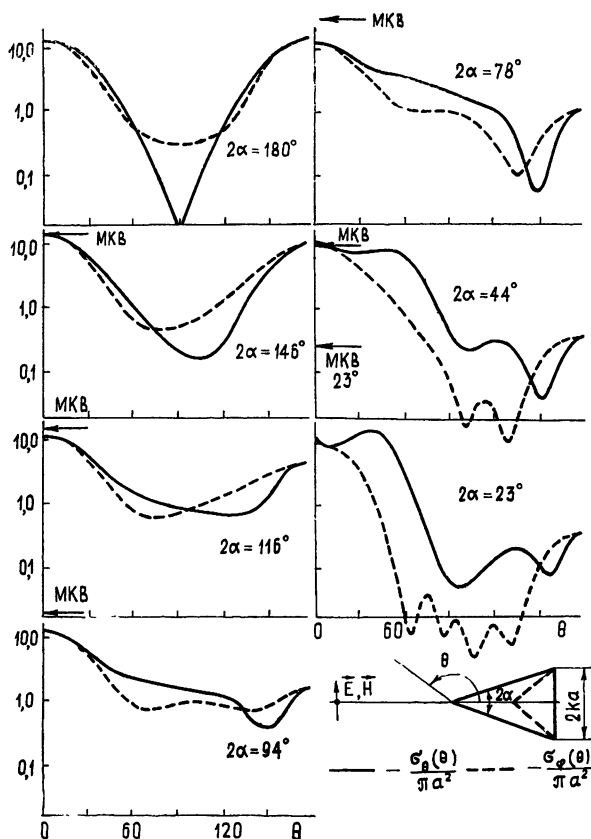 10,0
1,0
0,1
2α = 180°
МКВ
2α = 78°
10,0
1,0
0,1
МКВ
2α = 146°
МКВ
2α = 44°
МКВ
23°
МКВ
10,0
1,0
0,1
2α = 116°
2α = 23°
0 60 θ
МКВ
10,0
1,0
0,1
2α = 94°
0 60 120 θ
E⃗, H⃗
θ
2α
2ka
σθ(θ)/πa²
σφ(θ)/πa²